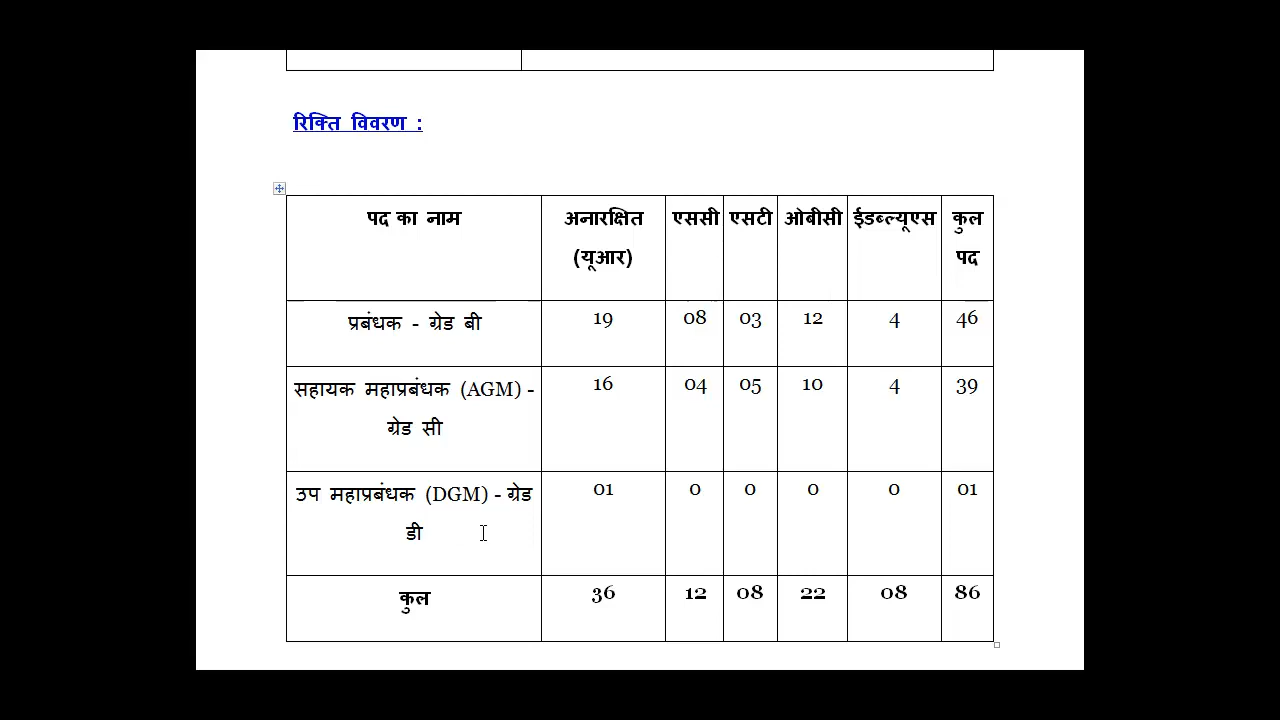 रिक्ति विवरण :
पद का नाम अनारक्षित (यूआर) एससी एसटी ओबीसी ईडब्ल्यूएस कुल पद
प्रबंधक - ग्रेड बी 19 08 03 12 4 46
सहायक महाप्रबंधक (AGM) - ग्रेड सी 16 04 05 10 4 39
उप महाप्रबंधक (DGM) - ग्रेड डी 01 0 0 0 0 01
कुल 36 12 08 22 08 86